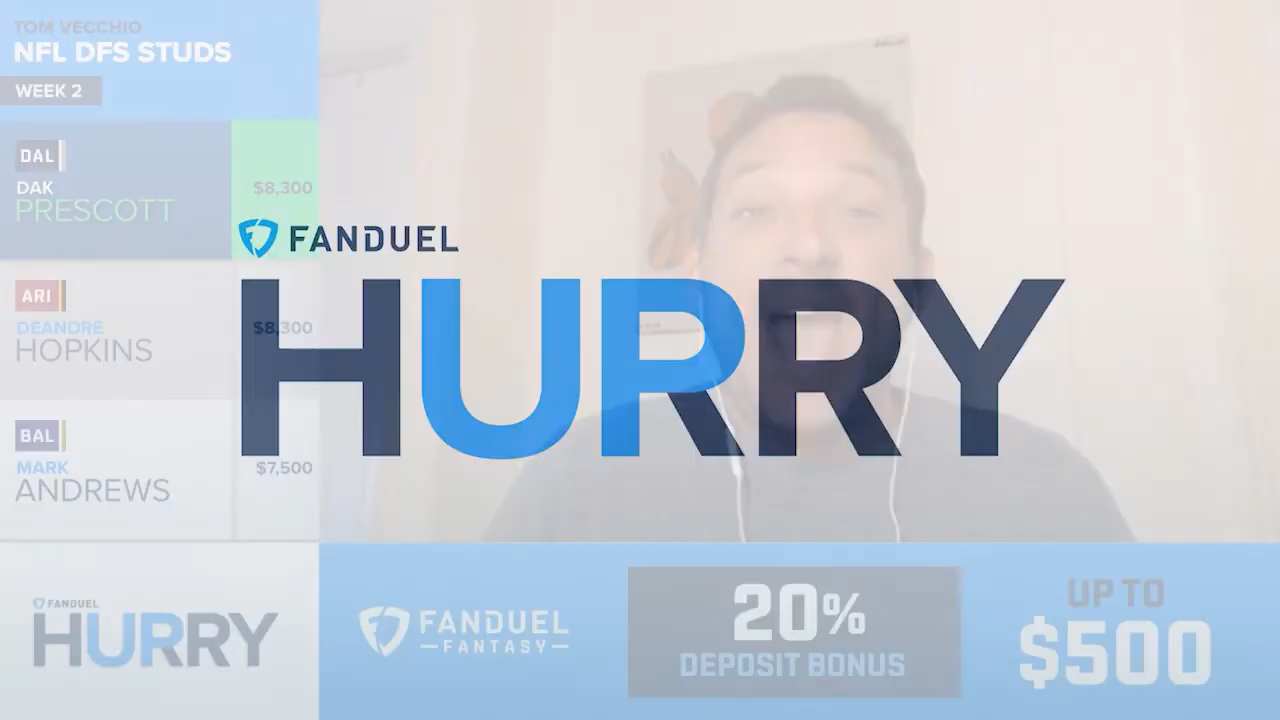 TOM VECCHIO
NFL DFS STUDS
WEEK 2
DAL
DAK
PRESCOTT
$8,300
FANDUEL
HURRY
ARI
DEANDRE
HOPKINS
$8,300
BAL
MARK
ANDREWS
$7,500
FANDUEL
HURRY
FANDUEL
FANTASY
20%
DEPOSIT BONUS
UP TO
$500